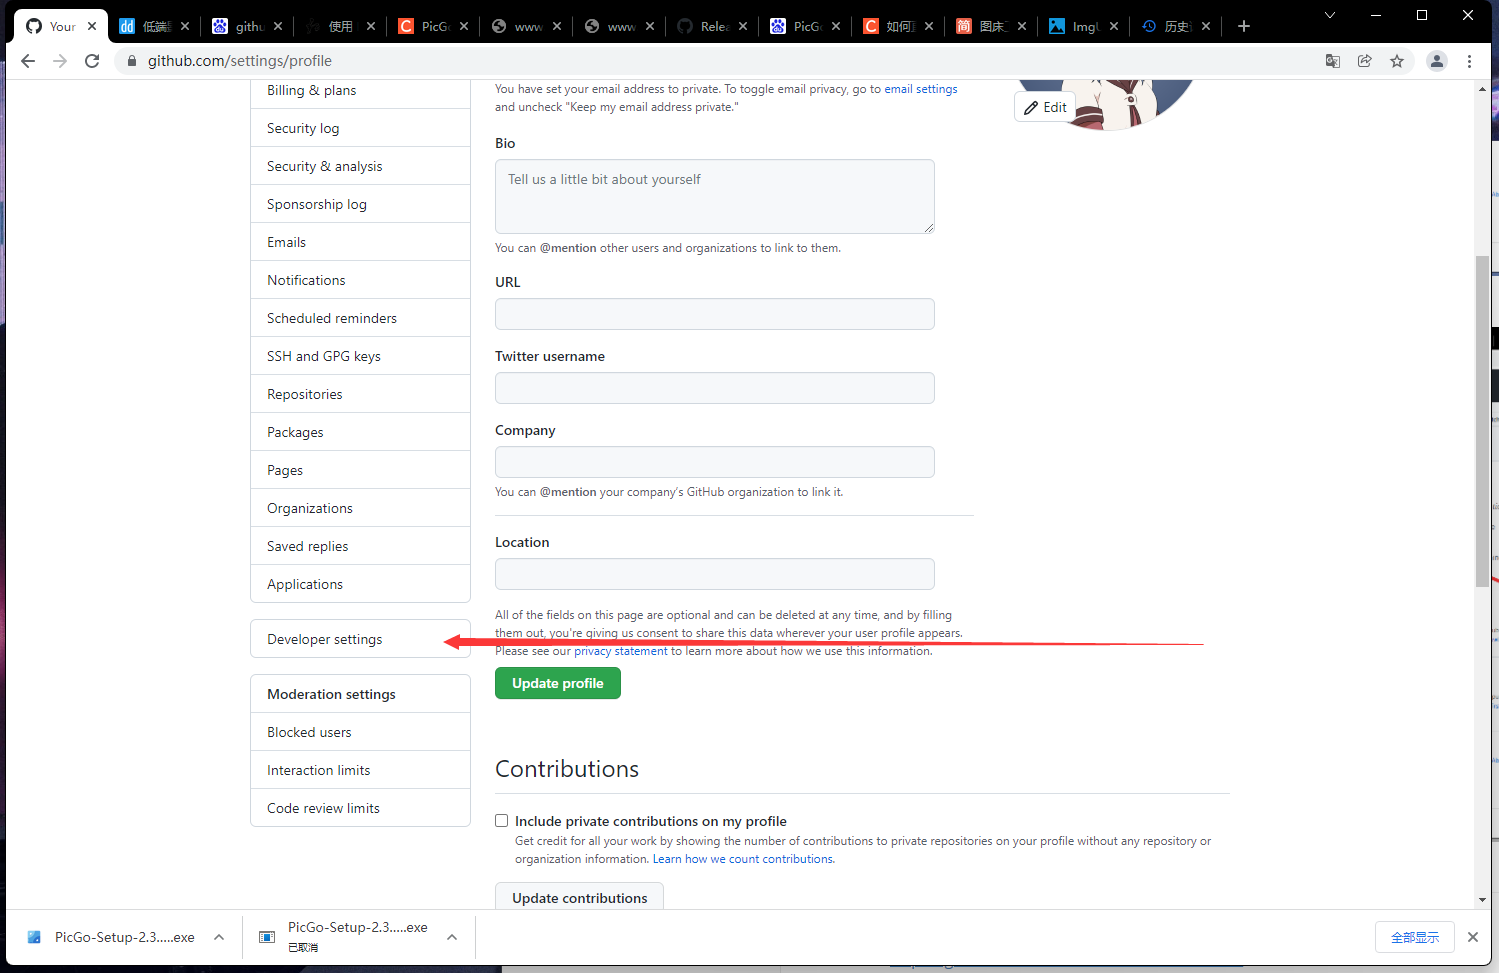 Your
低端
githu
使用
PicGo
www
www
Relea
PicGo
如何
图床
ImgU
历史
github.com/settings/profile
Billing & plans
Security log
Security & analysis
Sponsorship log
Emails
Notifications
Scheduled reminders
SSH and GPG keys
Repositories
Packages
Pages
Organizations
Saved replies
Applications
Developer settings
Moderation settings
Blocked users
Interaction limits
Code review limits
You have set your email address to private. To toggle email privacy, go to email settings
and uncheck "Keep my email address private."
Edit
Bio
Tell us a little bit about yourself
You can @mention other users and organizations to link to them.
URL
Twitter username
Company
You can @mention your company's GitHub organization to link it.
Location
All of the fields on this page are optional and can be deleted at any time, and by filling
them out, you're giving us consent to share this data wherever your user profile appears.
Please see our privacy statement to learn more about how we use this information.
Update profile
Contributions
Include private contributions on my profile
Get credit for all your work by showing the number of contributions to private repositories on your profile without any repository or
organization information. Learn how we count contributions.
Update contributions
PicGo-Setup-2.3.....exe
PicGo-Setup-2.3.....exe
已取消
全部显示